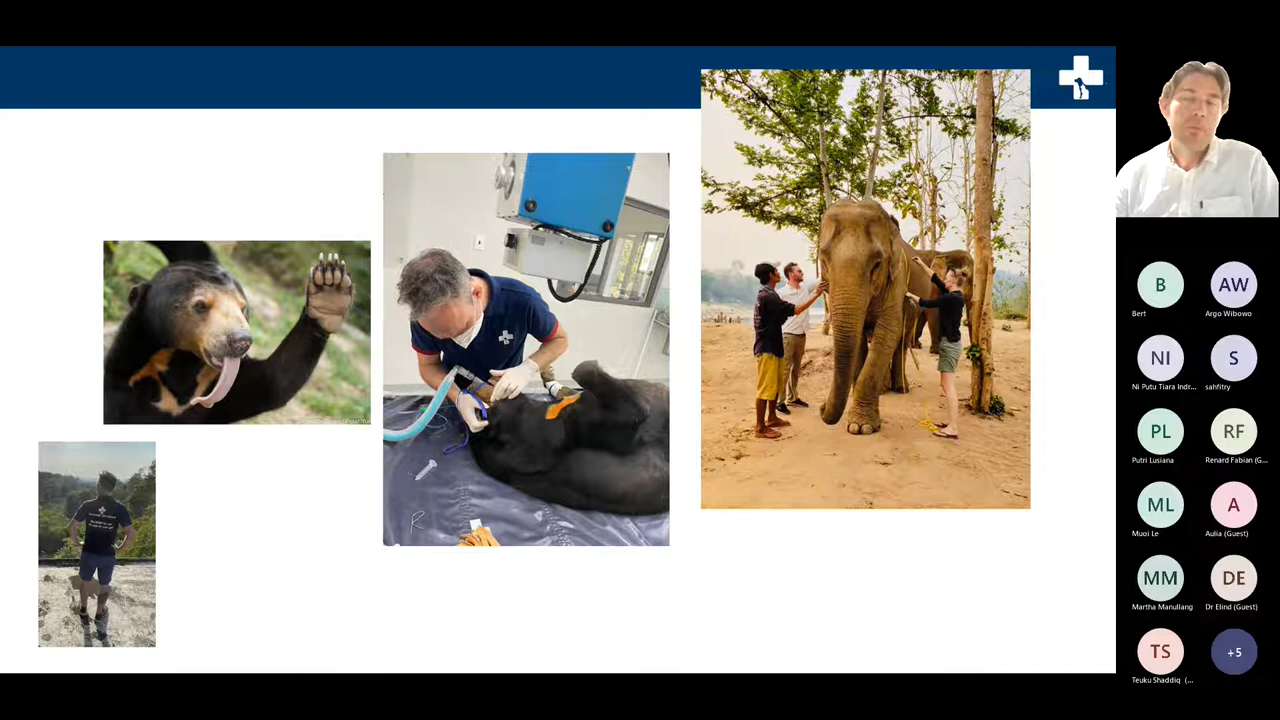 B
Bert
AW
Argo Wibowo
NI
Ni Putu Tiara Indr...
S
sahfitry
PL
Putri Lusiana
RF
Renard Fabian (G...
ML
Muoi Le
A
Aulia (Guest)
MM
Martha Manullang
DE
Dr Elind (Guest)
TS
Teuku Shaddiq (...
+5